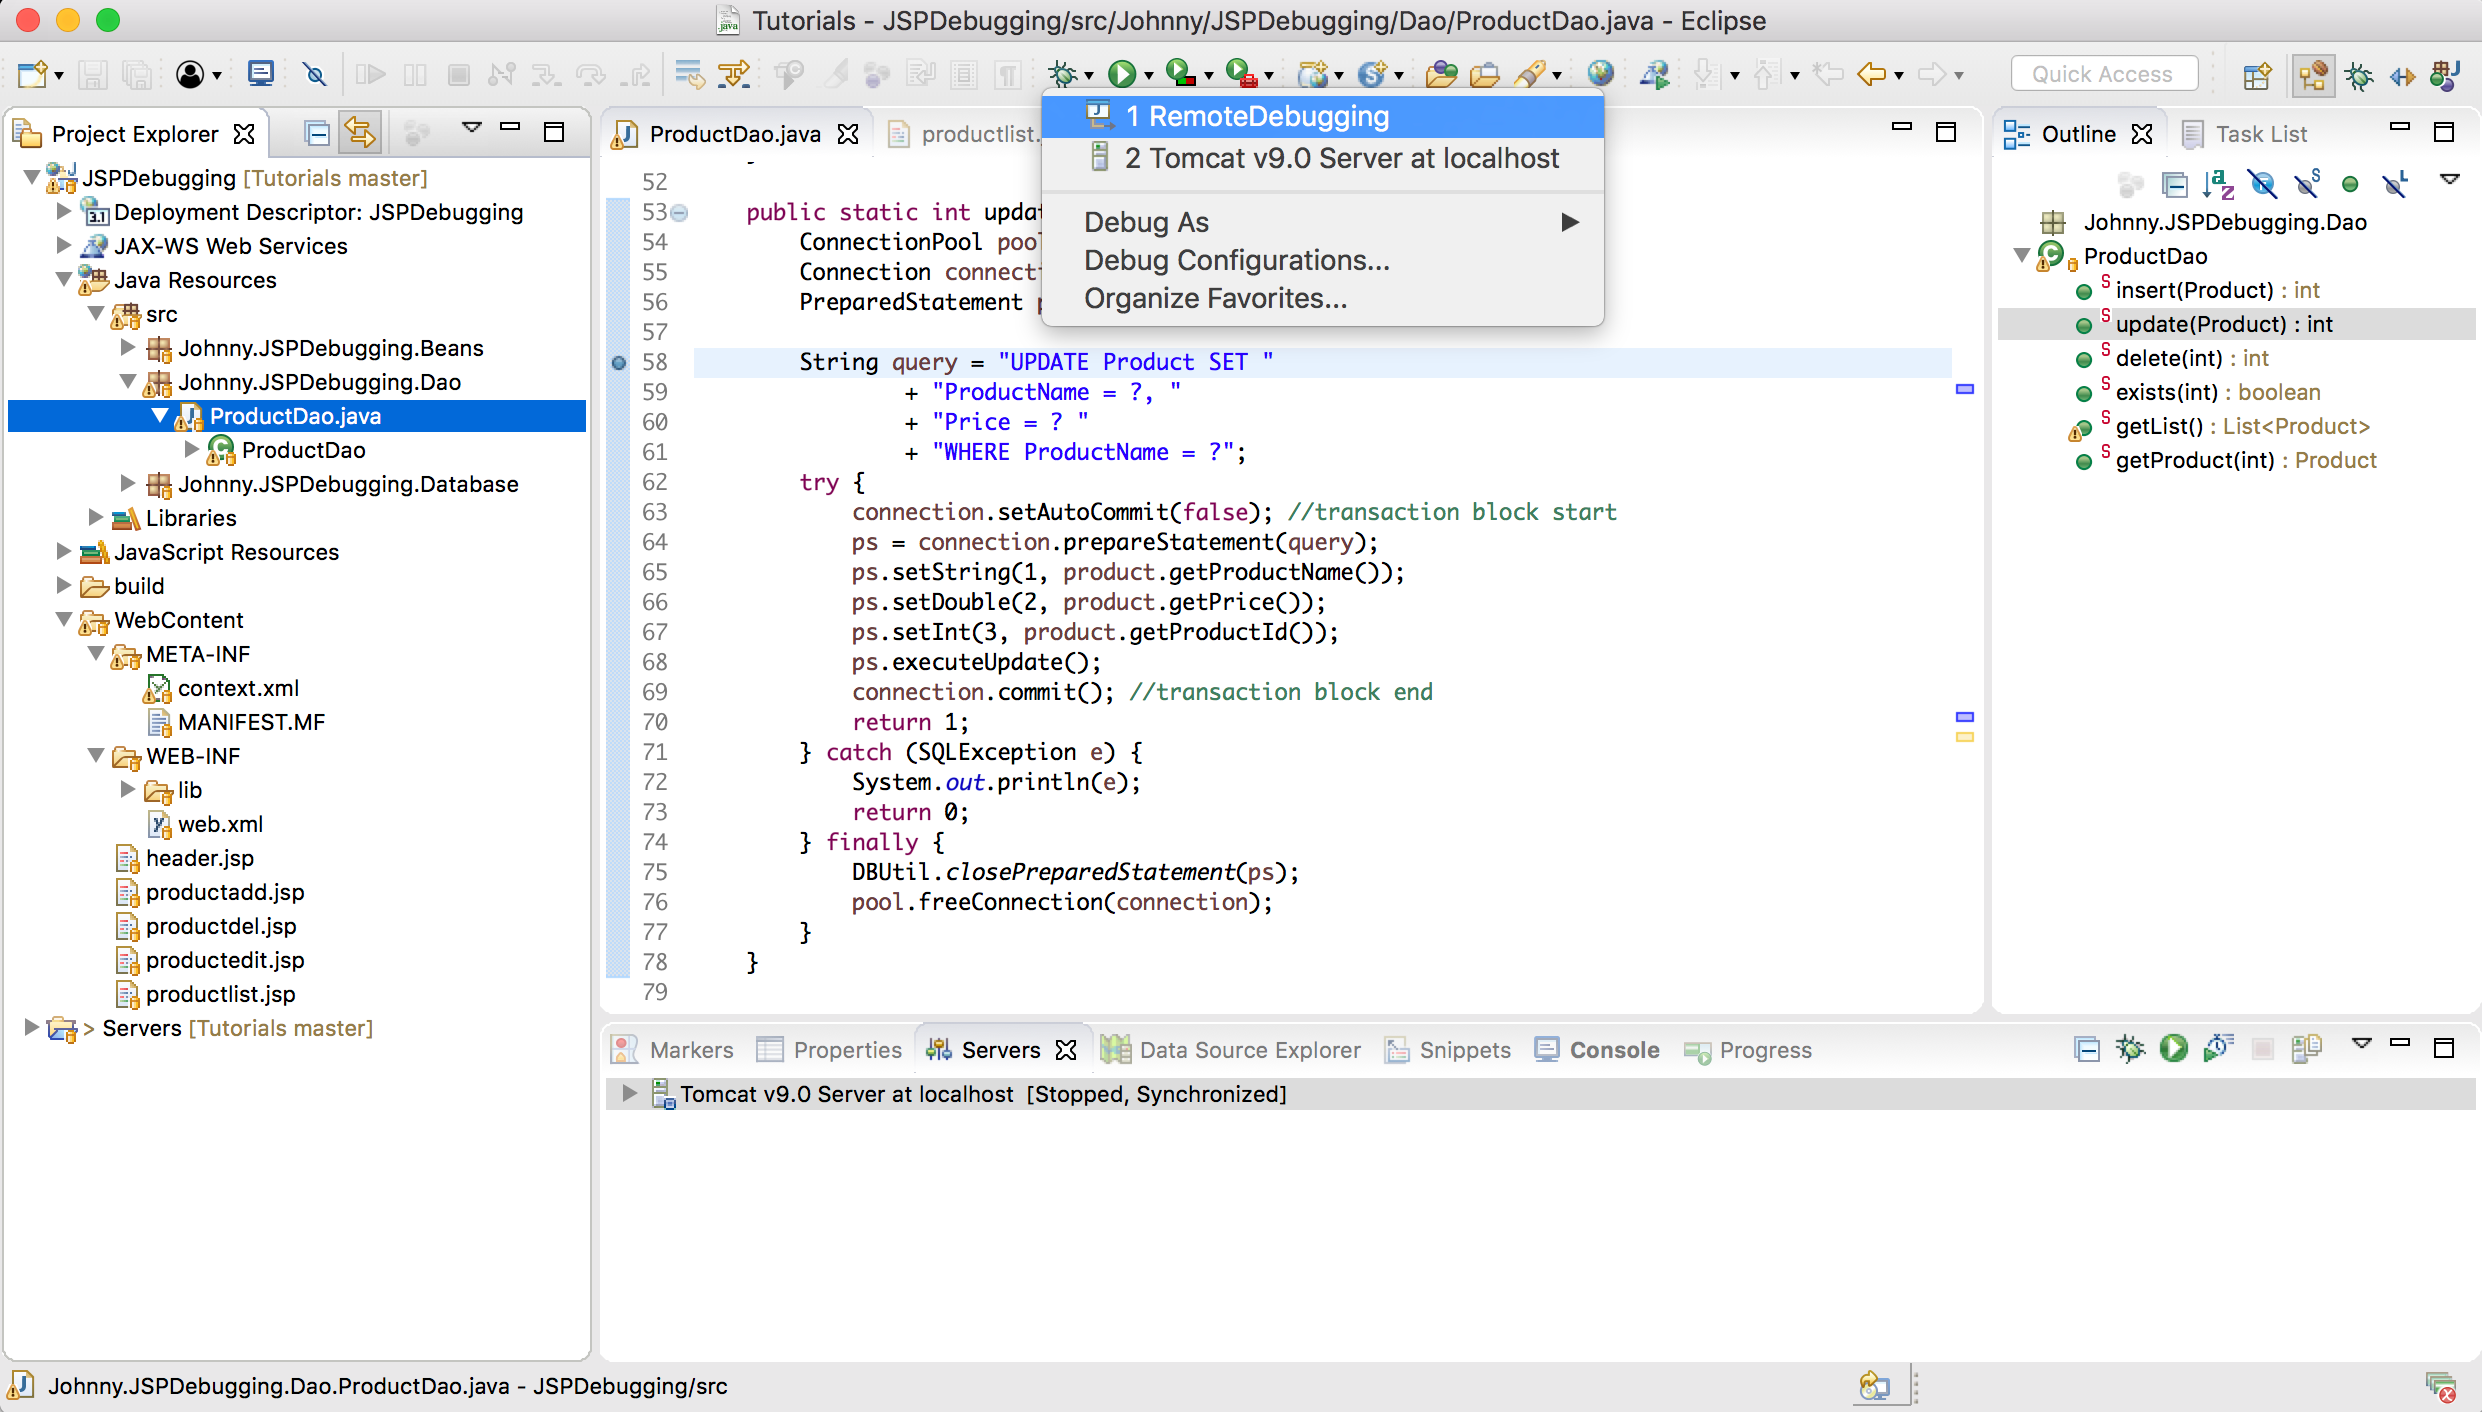 Tutorials - JSPDebugging/src/Johnny/JSPDebugging/Dao/ProductDao.java - Eclipse
Quick Access
Project Explorer
JSPDebugging [Tutorials master]
Deployment Descriptor: JSPDebugging
JAX-WS Web Services
Java Resources
src
Johnny.JSPDebugging.Beans
Johnny.JSPDebugging.Dao
ProductDao.java
ProductDao
Johnny.JSPDebugging.Database
Libraries
JavaScript Resources
build
WebContent
META-INF
context.xml
MANIFEST.MF
WEB-INF
lib
web.xml
header.jsp
productadd.jsp
productdel.jsp
productedit.jsp
productlist.jsp
> Servers [Tutorials master]
ProductDao.java
productlist.
1 RemoteDebugging
2 Tomcat v9.0 Server at localhost
Debug As
Debug Configurations...
Organize Favorites...
52
53 public static int updat
54 ConnectionPool pool
55 Connection connecti
56 PreparedStatement p
57
58 String query = "UPDATE Product SET "
59 + "ProductName = ?, "
60 + "Price = ? "
61 + "WHERE ProductName = ?";
62 try {
63 connection.setAutoCommit(false); //transaction block start
64 ps = connection.prepareStatement(query);
65 ps.setString(1, product.getProductName());
66 ps.setDouble(2, product.getPrice());
67 ps.setInt(3, product.getProductId());
68 ps.executeUpdate();
69 connection.commit(); //transaction block end
70 return 1;
71 } catch (SQLException e) {
72 System.out.println(e);
73 return 0;
74 } finally {
75 DBUtil.closePreparedStatement(ps);
76 pool.freeConnection(connection);
77 }
78 }
79
Outline
Task List
Johnny.JSPDebugging.Dao
ProductDao
insert(Product) : int
update(Product) : int
delete(int) : int
exists(int) : boolean
getList() : List<Product>
getProduct(int) : Product
Markers
Properties
Servers
Data Source Explorer
Snippets
Console
Progress
Tomcat v9.0 Server at localhost [Stopped, Synchronized]
Johnny.JSPDebugging.Dao.ProductDao.java - JSPDebugging/src